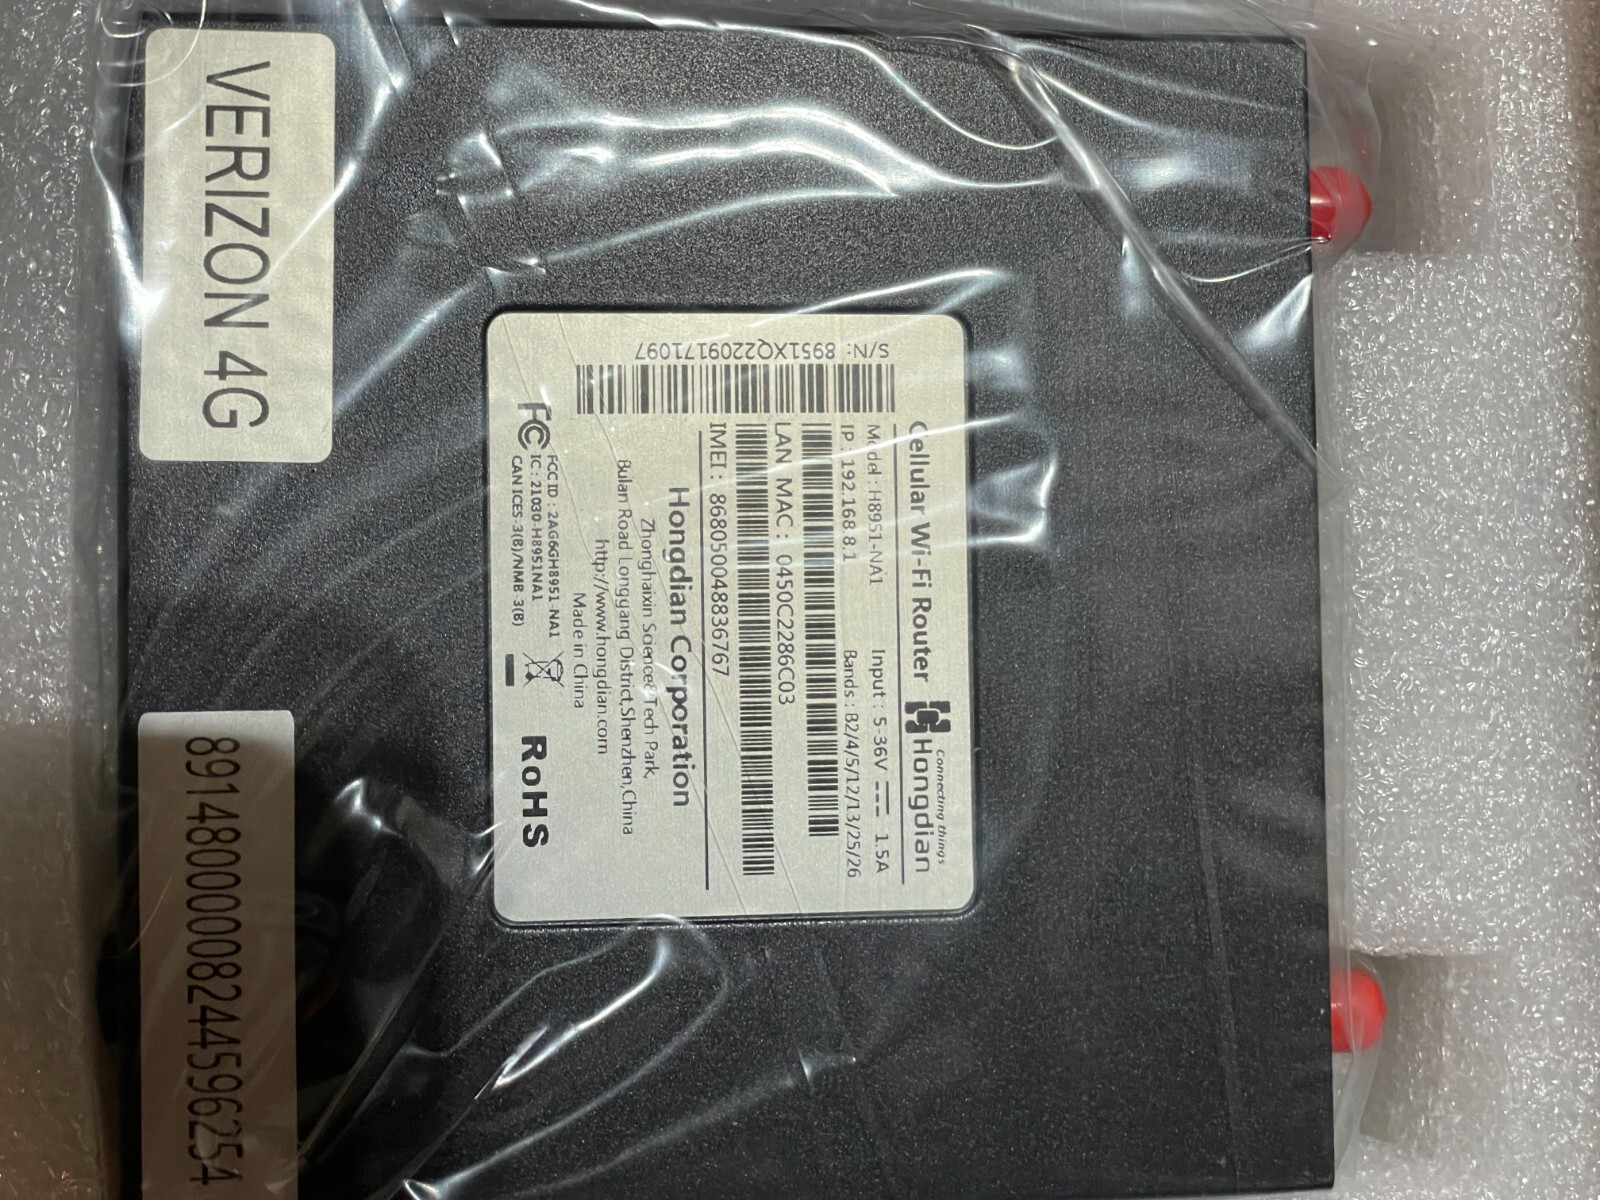 VERIZON 4G
Cellular Wi-Fi Router
connecting things
Hongdian
Model : H8951-NA1
Input : 5-36V 1.5A
IP : 192.168.8.1
Bands : B2/4/5/12/13/25/26
LAN MAC : 0450C2286C03
IMEI : 868050048836767
Hongdian Corporation
Zhonghaixin Science&Tech Park,
Bulan Road Longgang District,Shenzhen,China
http://www.hongdian.com
Made in China
FCC ID : 2AG6GH8951-NA1
IC : 21030-H8951NA1
CAN ICES-3(B)/NMB-3(B)
FC
RoHS
S/N: 8951XQ2209171097
89148000008244596254